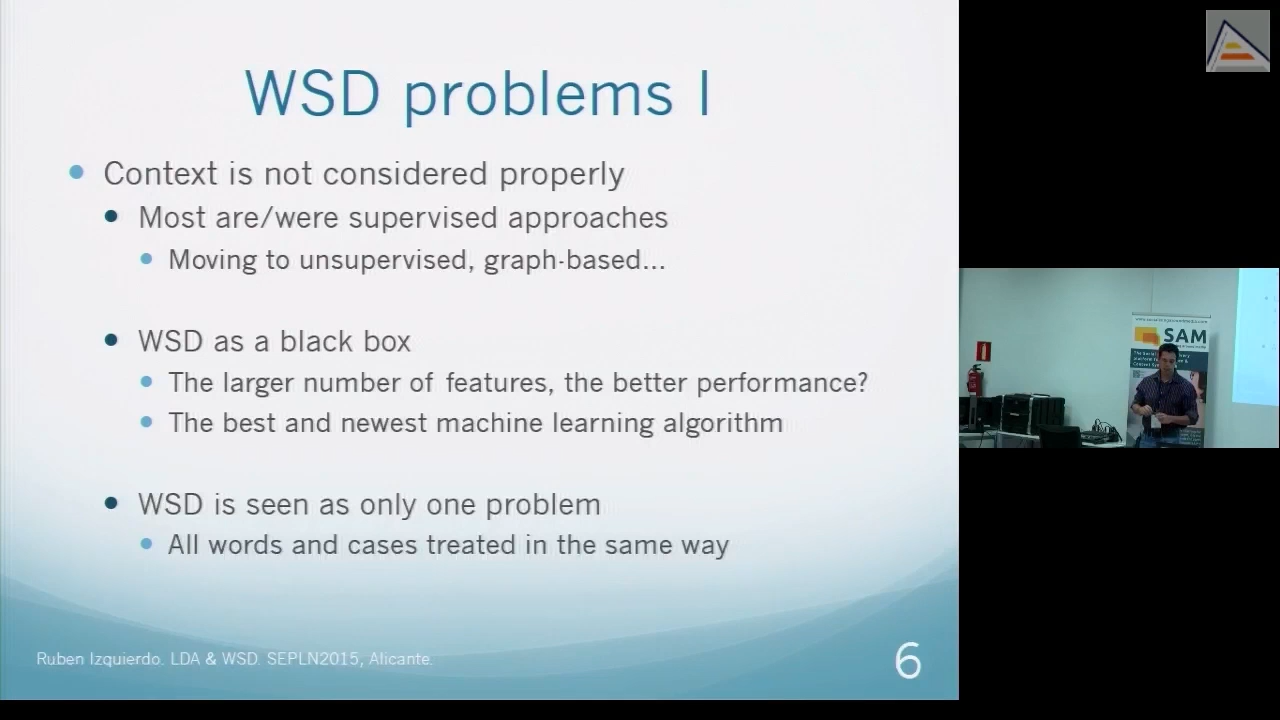 WSD problems I
Context is not considered properly
Most are/were supervised approaches
Moving to unsupervised, graph-based...
WSD as a black box
The larger number of features, the better performance?
The best and newest machine learning algorithm
WSD is seen as only one problem
All words and cases treated in the same way
Ruben Izquierdo. LDA & WSD. SEPLN2015, Alicante.
6
SAM